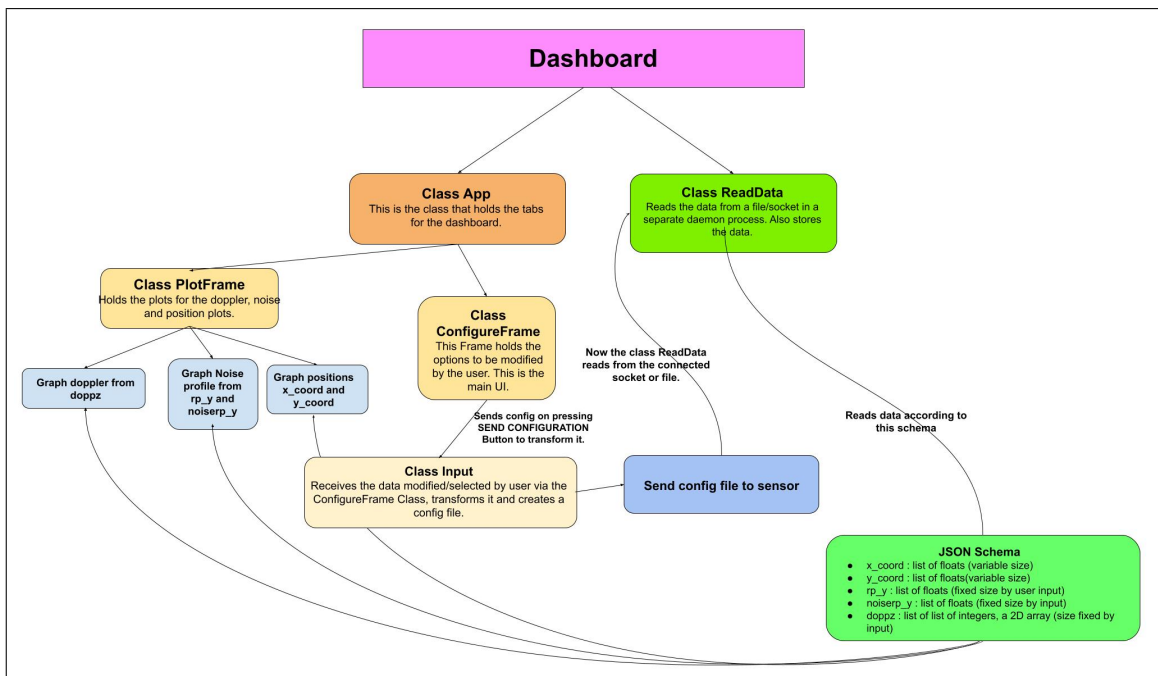 Dashboard
Class App
This is the class that holds the tabs
for the dashboard.
Class ReadData
Reads the data from a file/socket in a
separate daemon process. Also stores
the data.
Class PlotFrame
Holds the plots for the doppler, noise
and position plots.
Class
ConfigureFrame
This Frame holds the
options to be modified
by the user. This is the
main UI.
Now the class ReadData
reads from the connected
socket or file.
Graph doppler from
doppz
Graph Noise
profile from
rp_y and
noiserp_y
Graph positions
x_coord and
y_coord
Sends config on pressing
SEND CONFIGURATION
Button to transform it.
Reads data according to
this schema
Class Input
Receives the data modified/selected by user via the
ConfigureFrame Class, transforms it and creates a
config file.
Send config file to sensor
JSON Schema
● x_coord : list of floats (variable size)
● y_coord : list of floats(variable size)
● rp_y : list of floats (fixed size by user input)
● noiserp_y : list of floats (fixed size by input)
● doppz : list of list of integers, a 2D array (size fixed by
input)